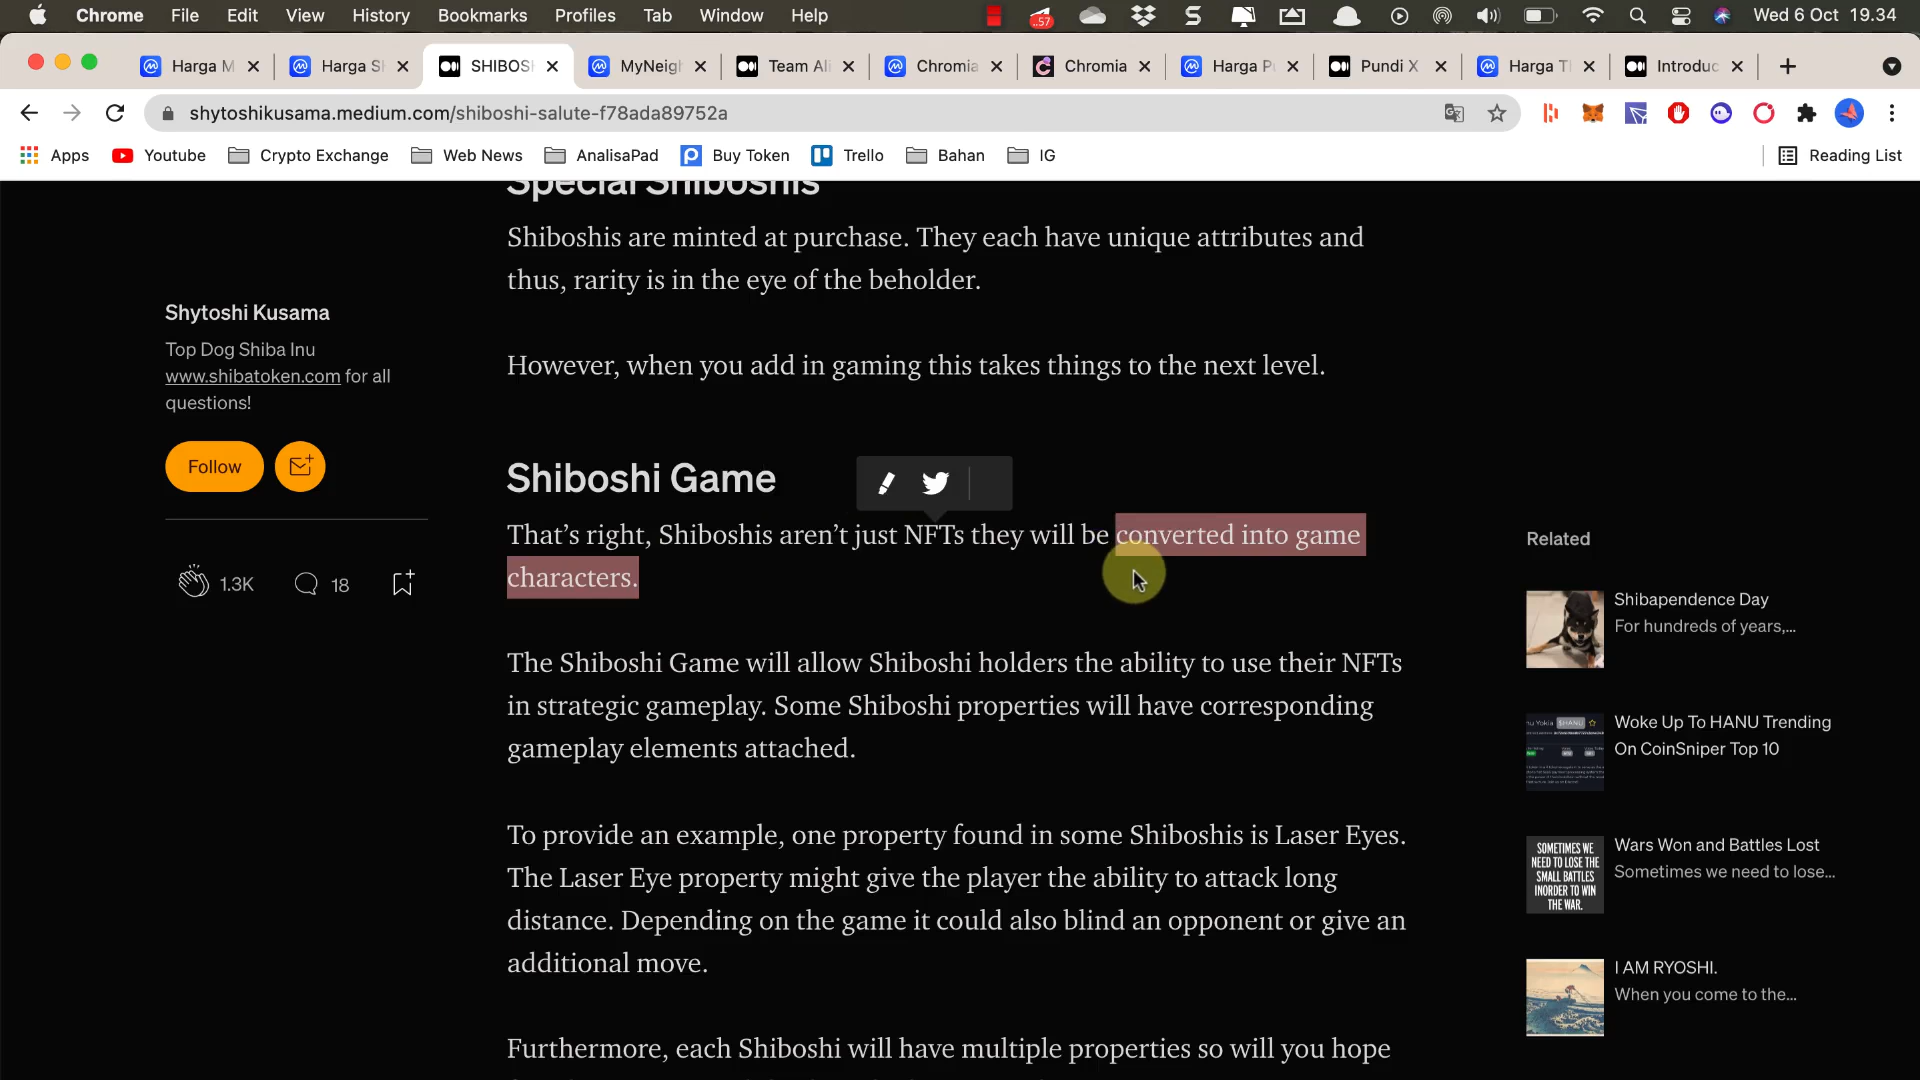 Chrome File Edit View History Bookmarks Profiles Tab Window Help ..57 Wed 6 Oct 19.34
Harga M Harga S SHIBOS MyNeig Team Al Chromia Chromia Harga P Pundi X Harga T Introduc
shytoshikusama.medium.com/shiboshi-salute-f78ada89752a
Apps Youtube Crypto Exchange Web News AnalisaPad Buy Token Trello Bahan IG Reading List
Special Shiboshis
Shiboshis are minted at purchase. They each have unique attributes and
thus, rarity is in the eye of the beholder.
However, when you add in gaming this takes things to the next level.
Shytoshi Kusama
Top Dog Shiba Inu
www.shibatoken.com for all
questions!
Follow
1.3K 18
Shiboshi Game
That’s right, Shiboshis aren’t just NFTs they will be converted into game
characters.
The Shiboshi Game will allow Shiboshi holders the ability to use their NFTs
in strategic gameplay. Some Shiboshi properties will have corresponding
gameplay elements attached.
To provide an example, one property found in some Shiboshis is Laser Eyes.
The Laser Eye property might give the player the ability to attack long
distance. Depending on the game it could also blind an opponent or give an
additional move.
Furthermore, each Shiboshi will have multiple properties so will you hope
Related
Shibapendence Day
For hundreds of years,...
Woke Up To HANU Trending
On CoinSniper Top 10
Wars Won and Battles Lost
Sometimes we need to lose...
SOMETIMES WE
NEED TO LOSE THE
SMALL BATTLES
INORDER TO WIN
THE WAR.
I AM RYOSHI.
When you come to the...